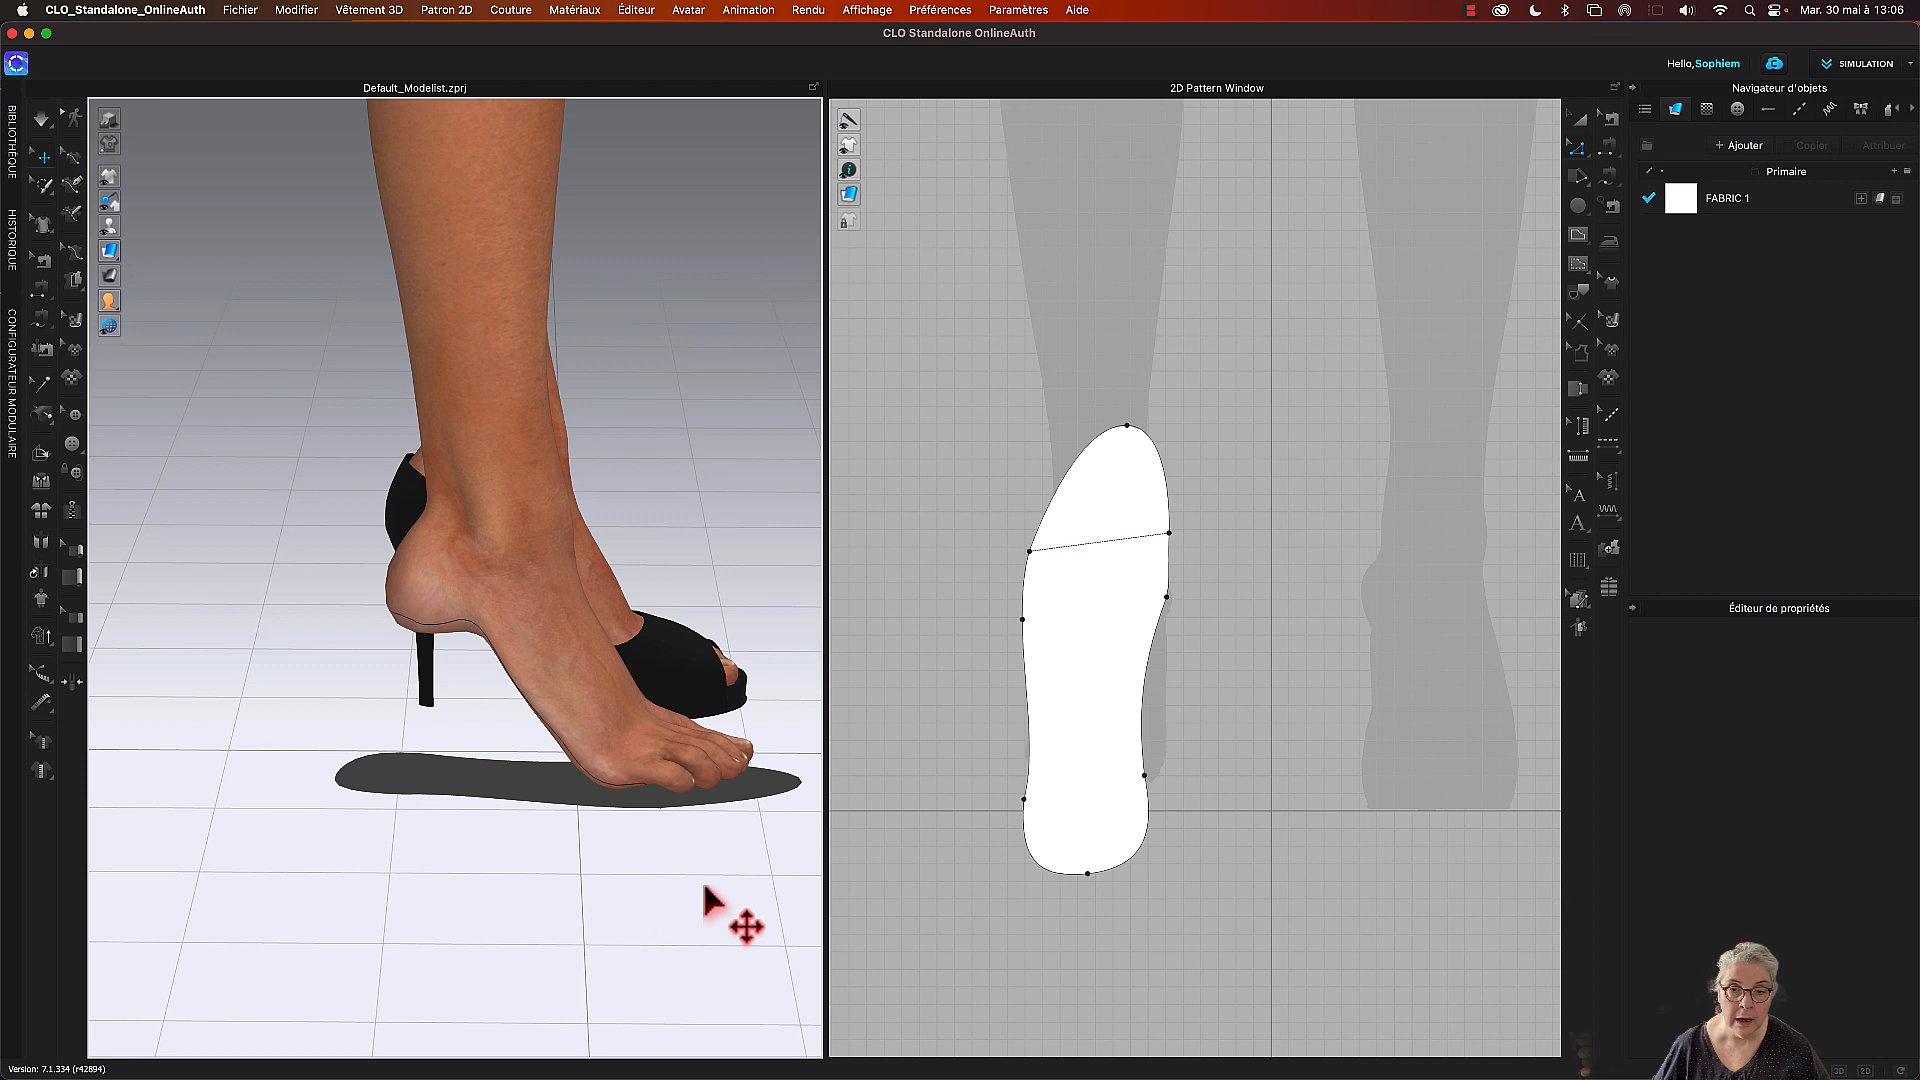 CLO_Standalone_OnlineAuth Fichier Modifier Vêtement 3D Patron 2D Couture Matériaux Éditeur Avatar Animation Rendu Affichage Préférences Paramètres Aide Mar. 30 mai à 13:06
CLO Standalone OnlineAuth
Hello,Sophiem SIMULATION
Default_Modelist.zprj 2D Pattern Window Navigateur d'objets
BIBLIOTHÈQUE
HISTORIQUE
CONFIGURATEUR MODULAIRE
+ Ajouter Copier Attribuer
Primaire
FABRIC 1
Éditeur de propriétés
Version: 7.1.334 (r42894)
3D 2D